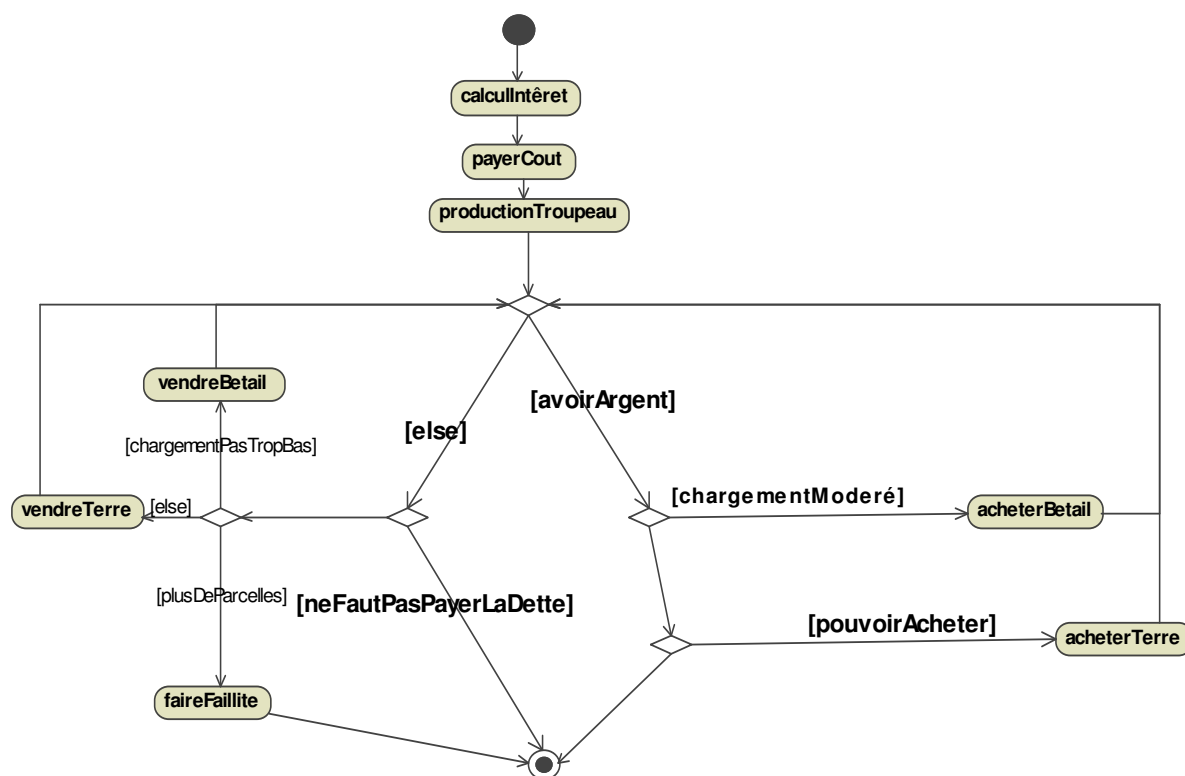 calculIntêret
payerCout
productionTroupeau
vendreBetail
[avoirArgent]
[else]
[chargementPasTropBas]
[chargementModeré]
acheterBetail
vendreTerre
[else]
[plusDeParcelles]
[neFautPasPayerLaDette]
[pouvoirAcheter]
acheterTerre
faireFaillite